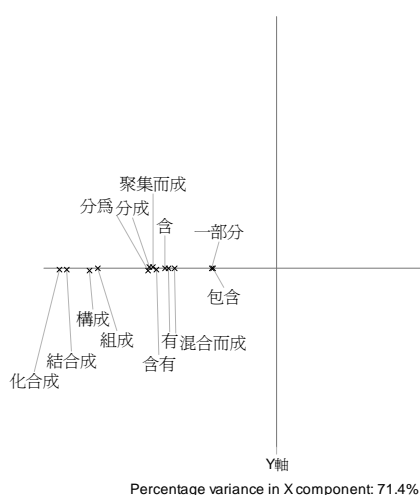 聚集而成
分爲
分成
含
一部分
包含
構成
組成
有
混合而成
結合成
含有
化合成
Y軸
Percentage variance in X component: 71.4%